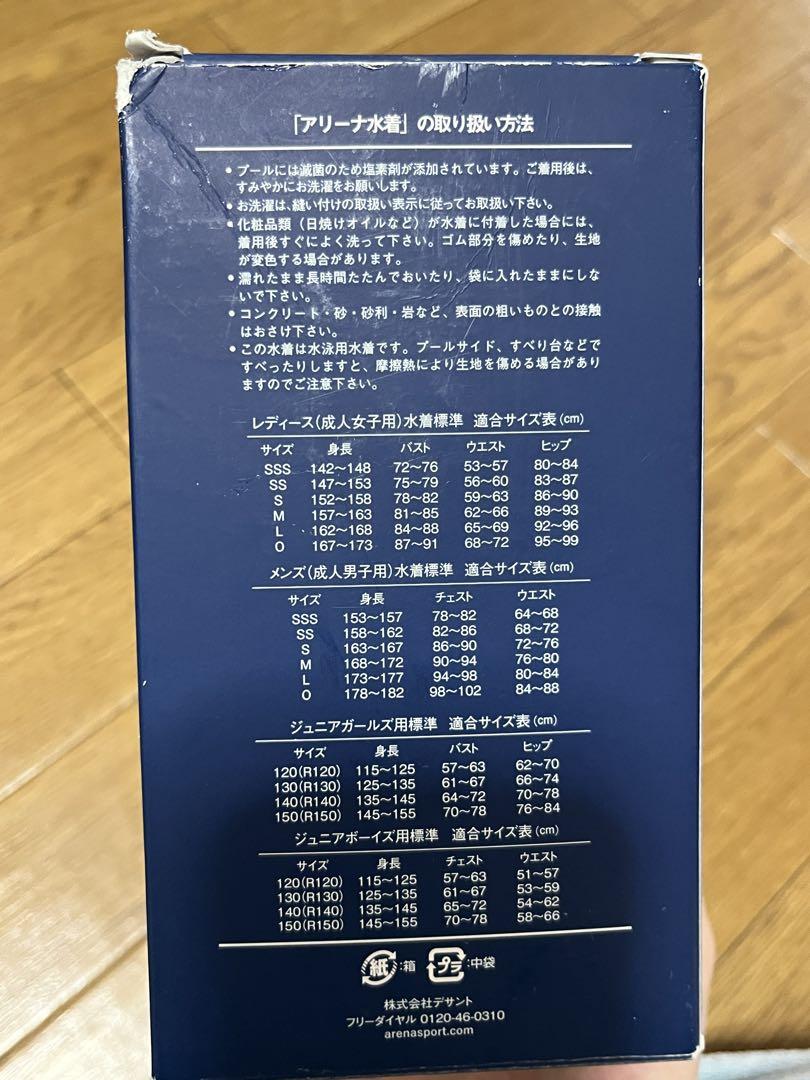 「アリーナ水着」の取り扱い方法
• プールには滅菌のため塩素剤が添加されています。ご着用後は、
すみやかにお洗濯をお願いします。
• お洗濯は、縫い付けの取扱い表示に従ってお取扱い下さい。
• 化粧品類（日焼けオイルなど）が水着に付着した場合には、
着用後すぐによく洗って下さい。ゴム部分を傷めたり、生地
が変色する場合があります。
• 濡れたまま長時間たたんでおいたり、袋に入れたままにしな
いで下さい。
• コンクリート・砂・砂利・岩など、表面の粗いものとの接触
はおさけ下さい。
• この水着は水泳用水着です。プールサイド、すべり台などで
すべったりしますと、摩擦熱により生地を傷める場合があり
ますのでご注意下さい。
レディース（成人女子用）水着標準 適合サイズ表（cm）
サイズ 身長 バスト ウエスト ヒップ
SSS 142〜148 72〜76 53〜57 80〜84
SS 147〜153 75〜79 56〜60 83〜87
S 152〜158 78〜82 59〜63 86〜90
M 157〜163 81〜85 62〜66 89〜93
L 162〜168 84〜88 65〜69 92〜96
O 167〜173 87〜91 68〜72 95〜99
メンズ（成人男子用）水着標準 適合サイズ表（cm）
サイズ 身長 チェスト ウエスト
SSS 153〜157 78〜82 64〜68
SS 158〜162 82〜86 68〜72
S 163〜167 86〜90 72〜76
M 168〜172 90〜94 76〜80
L 173〜177 94〜98 80〜84
O 178〜182 98〜102 84〜88
ジュニアガールズ用標準 適合サイズ表（cm）
サイズ 身長 バスト ヒップ
120(R120) 115〜125 57〜63 62〜70
130(R130) 125〜135 61〜67 66〜74
140(R140) 135〜145 64〜72 70〜78
150(R150) 145〜155 70〜78 76〜84
ジュニアボーイズ用標準 適合サイズ表（cm）
サイズ 身長 チェスト ウエスト
120(R120) 115〜125 57〜63 51〜57
130(R130) 125〜135 61〜67 53〜59
140(R140) 135〜145 65〜72 54〜62
150(R150) 145〜155 70〜78 58〜66
紙:箱 プラ:中袋
株式会社デサント
フリーダイヤル 0120-46-0310
arenasport.com